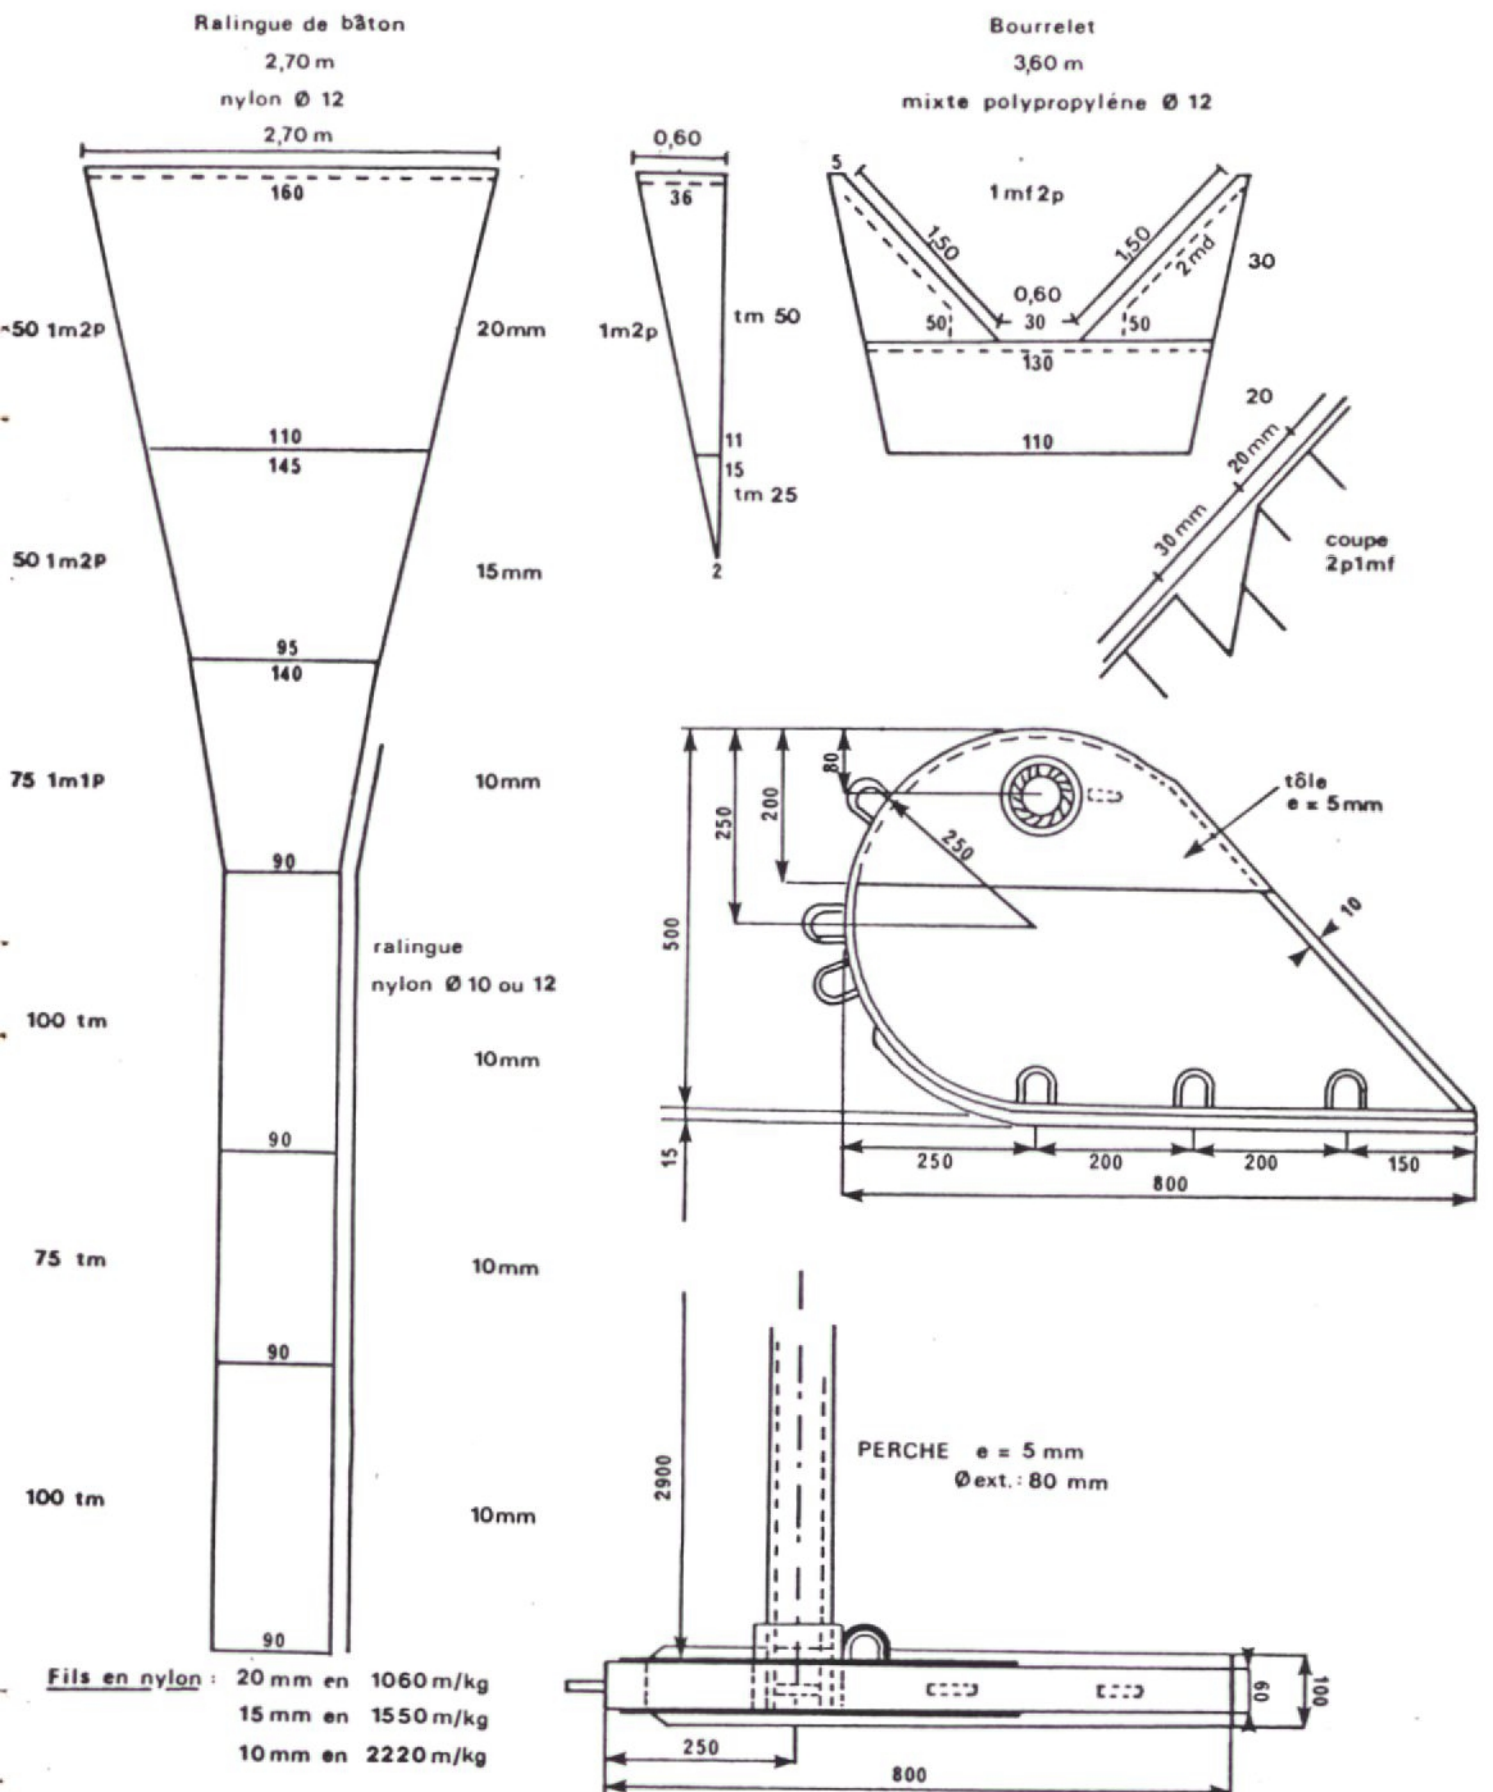 Ralingue de bâton
2,70 m
nylon Ø 12
2,70 m
160
50 1m2p
20mm
110
145
50 1m2p
15mm
95
140
75 1m1p
10mm
90
ralingue
nylon Ø 10 ou 12
100 tm
10mm
90
75 tm
10mm
90
100 tm
10mm
90
Fils en nylon : 20 mm en 1060 m/kg
15 mm en 1550 m/kg
10 mm en 2220 m/kg
0,60
36
1m2p
tm 50
11
15
tm 25
2
Bourrelet
3,60 m
mixte polypropyléne Ø 12
5
1mf2p
1,50
1,50
2md
30
0,60
50
30
50
130
20
110
20mm
30mm
coupe
2p1mf
80
200
250
500
250
tôle
e = 5mm
10
15
250
200
200
150
800
2900
PERCHE e = 5 mm
Ø ext. : 80 mm
60
100
250
800